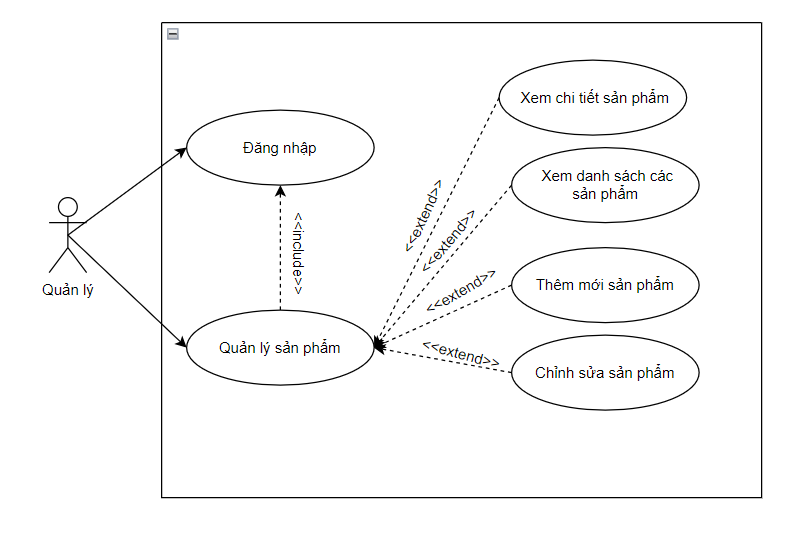 Xem chi tiết sản phẩm
Đăng nhập
Xem danh sách các
sản phẩm
<<extend>>
<<extend>>
<<include>>
Quản lý
Thêm mới sản phẩm
<<extend>>
Quản lý sản phẩm
<<extend>>
Chỉnh sửa sản phẩm